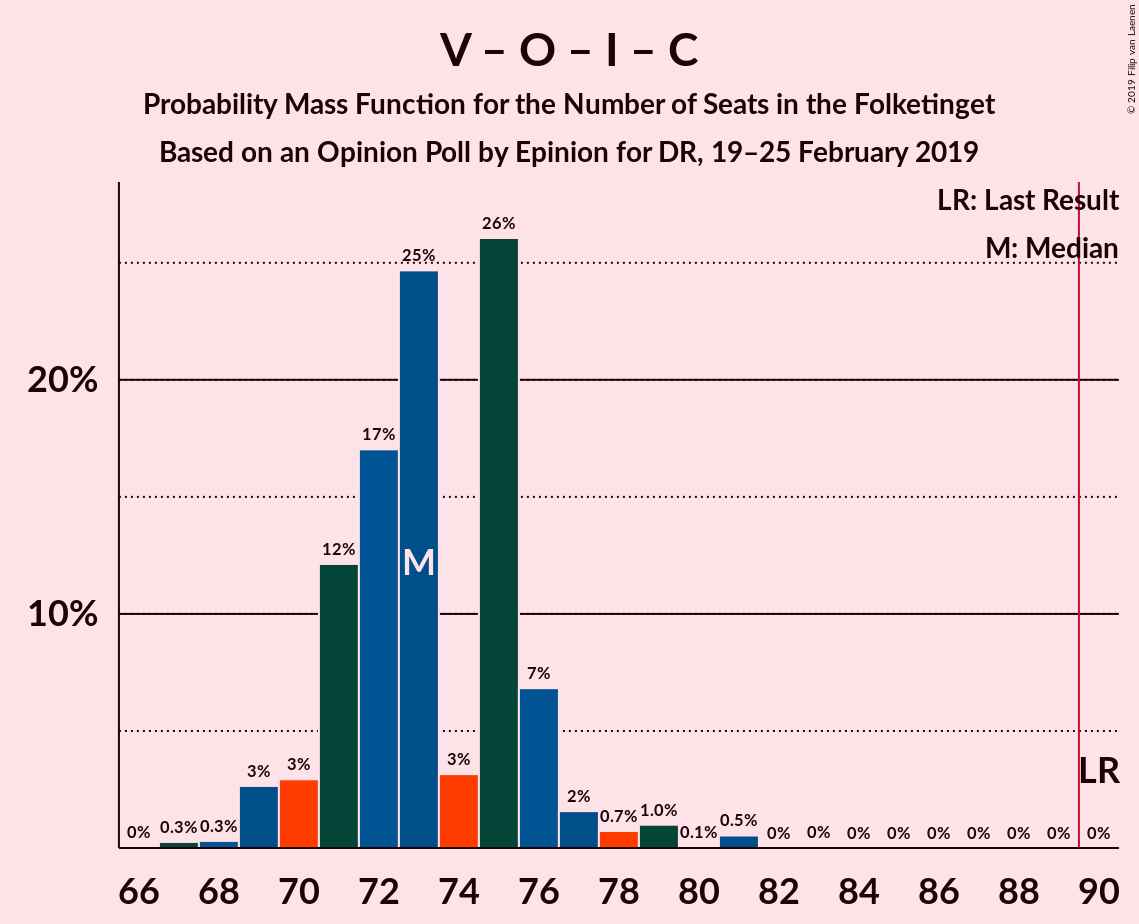 V – O – I – C
Probability Mass Function for the Number of Seats in the Folketinget
Based on an Opinion Poll by Epinion for DR, 19–25 February 2019
© 2019 Filip van Laenen
LR: Last Result
M: Median
26%
25%
20%
17%
12%
M
10%
7%
3% 3% 3%
LR
2%
0% 0.3% 0.3% 0.7% 1.0% 0.1% 0.5% 0% 0% 0% 0% 0% 0% 0% 0% 0%
66 68 70 72 74 76 78 80 82 84 86 88 90